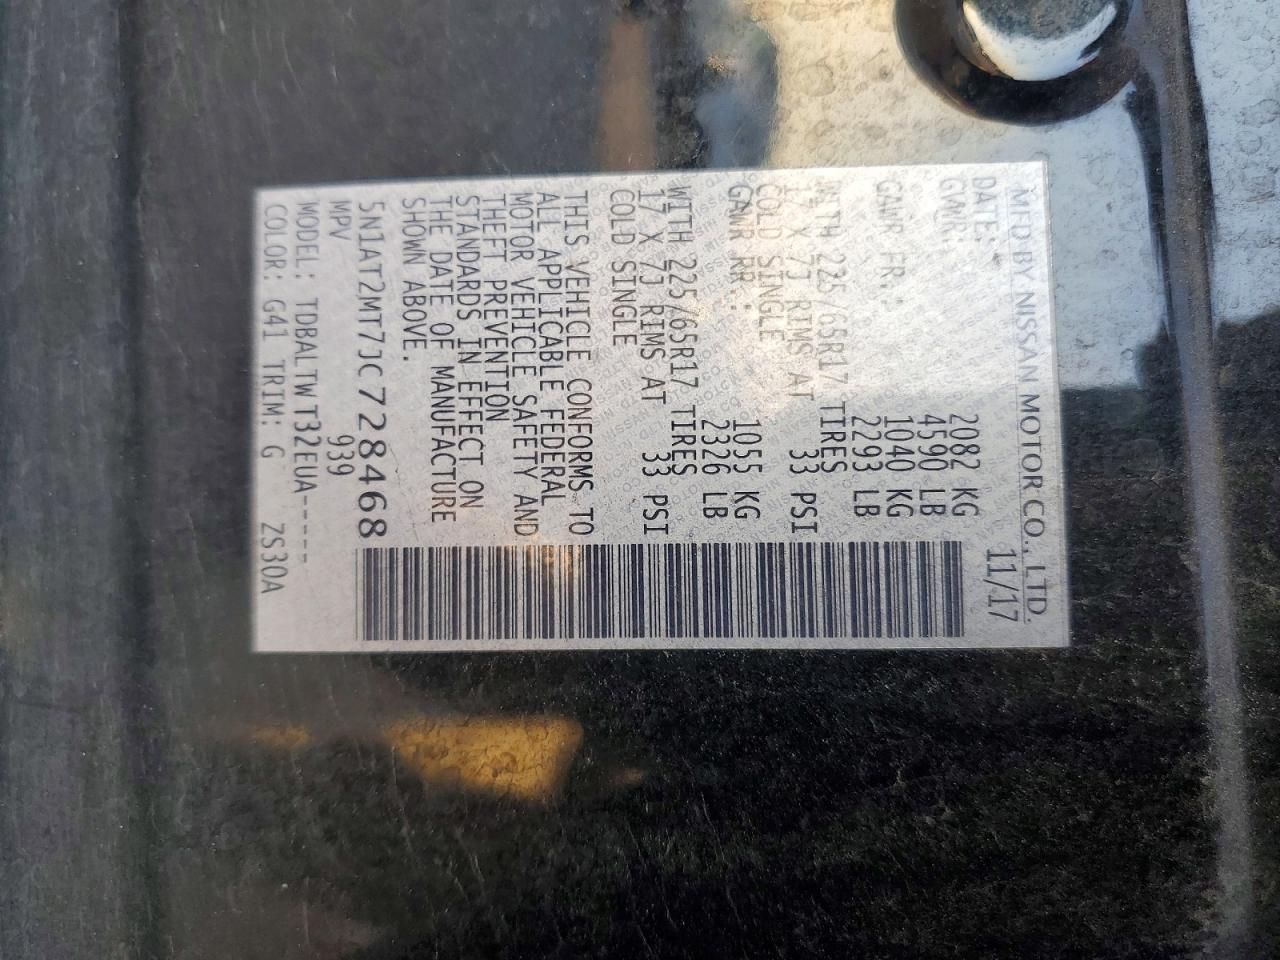 MFD BY NISSAN MOTOR CO., LTD.
DATE: 11/17
GVWR: 2082 KG
4590 LB
GAWR FR.: 1040 KG
2293 LB
WITH 225/65R17 TIRES
17 X 7J RIMS AT 33 PSI
COLD SINGLE
GAWR RR.: 1055 KG
2326 LB
WITH 225/65R17 TIRES
17 X 7J RIMS AT 33 PSI
COLD SINGLE
THIS VEHICLE CONFORMS TO
ALL APPLICABLE FEDERAL
MOTOR VEHICLE SAFETY AND
THEFT PREVENTION
STANDARDS IN EFFECT ON
THE DATE OF MANUFACTURE
SHOWN ABOVE.
5N1AT2MT7JC728468
MPV 939
MODEL: TDBALTWT32EUA-----
COLOR: G41 TRIM: G ZS30A